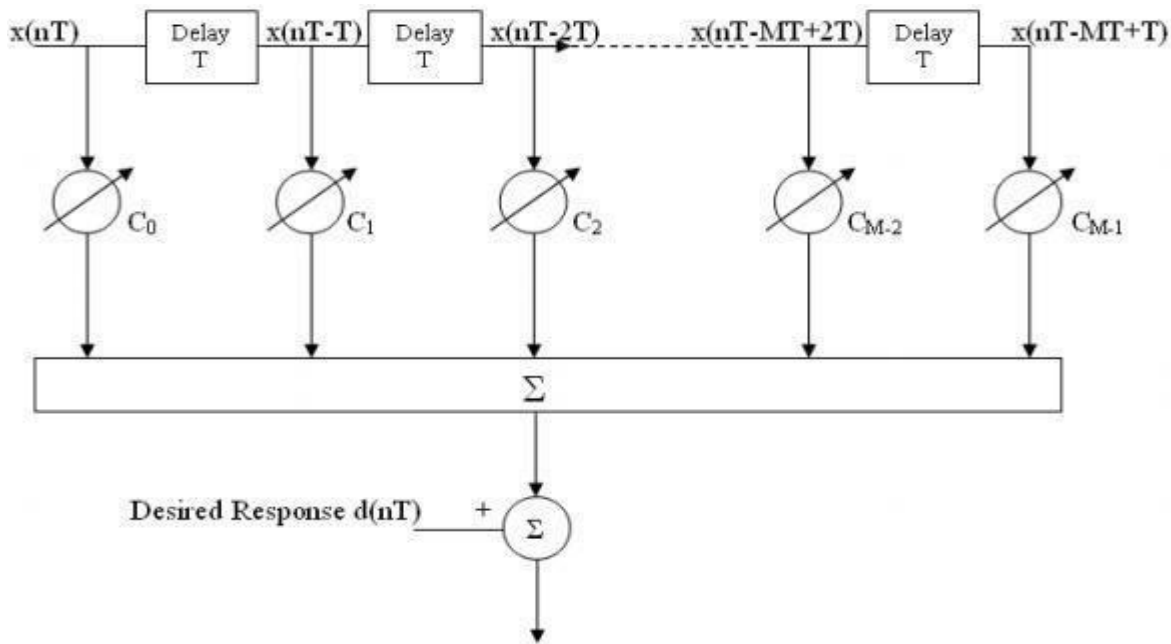 x(nT) Delay T x(nT-T) Delay T x(nT-2T) x(nT-MT+2T) Delay T x(nT-MT+T)
C0 C1 C2 CM-2 CM-1
Σ
Desired Response d(nT) + Σ